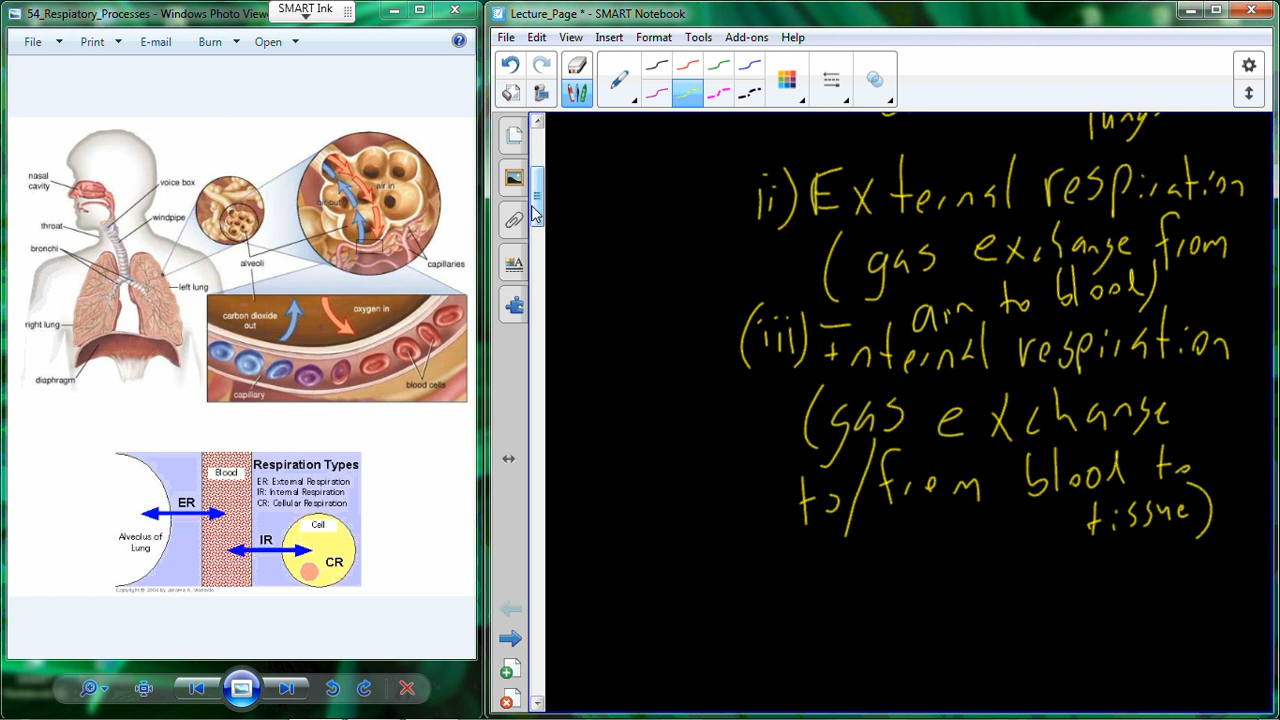 54_Respiatory_Processes - Windows Photo Viewer
SMART Ink
File Print E-mail Burn Open
nasal cavity
voice box
throat
windpipe
bronchi
alveoli
left lung
right lung
diaphragm
air in
air out
capillaries
carbon dioxide out
oxygen in
capillary
blood cells
Blood
Respiration Types
ER: External Respiration
IR: Internal Respiration
CR: Cellular Respiration
ER
Alveolus of Lung
IR
Cell
CR
Lecture_Page * - SMART Notebook
File Edit View Insert Format Tools Add-ons Help
lungs
ii) External respiration
(gas exchange from
air to blood)
(iii) Internal respiration
(gas exchange
to/from blood to
tissue)